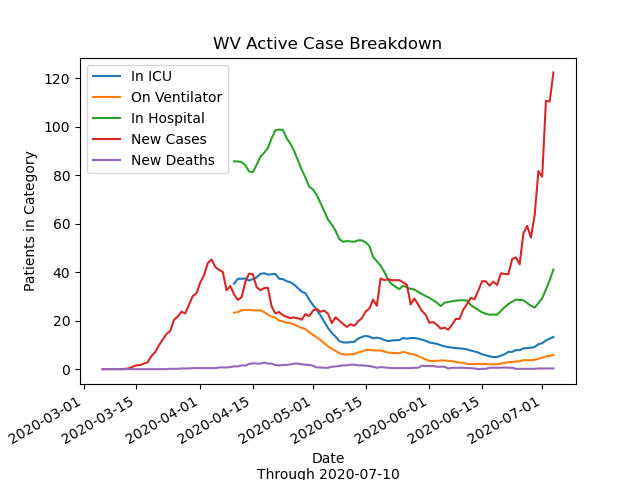 WV Active Case Breakdown
In ICU
On Ventilator
In Hospital
New Cases
New Deaths
Patients in Category
120
100
80
60
40
20
0
2020-03-01
2020-03-15
2020-04-01
2020-04-15
2020-05-01
2020-05-15
2020-06-01
2020-06-15
2020-07-01
Date
Through 2020-07-10